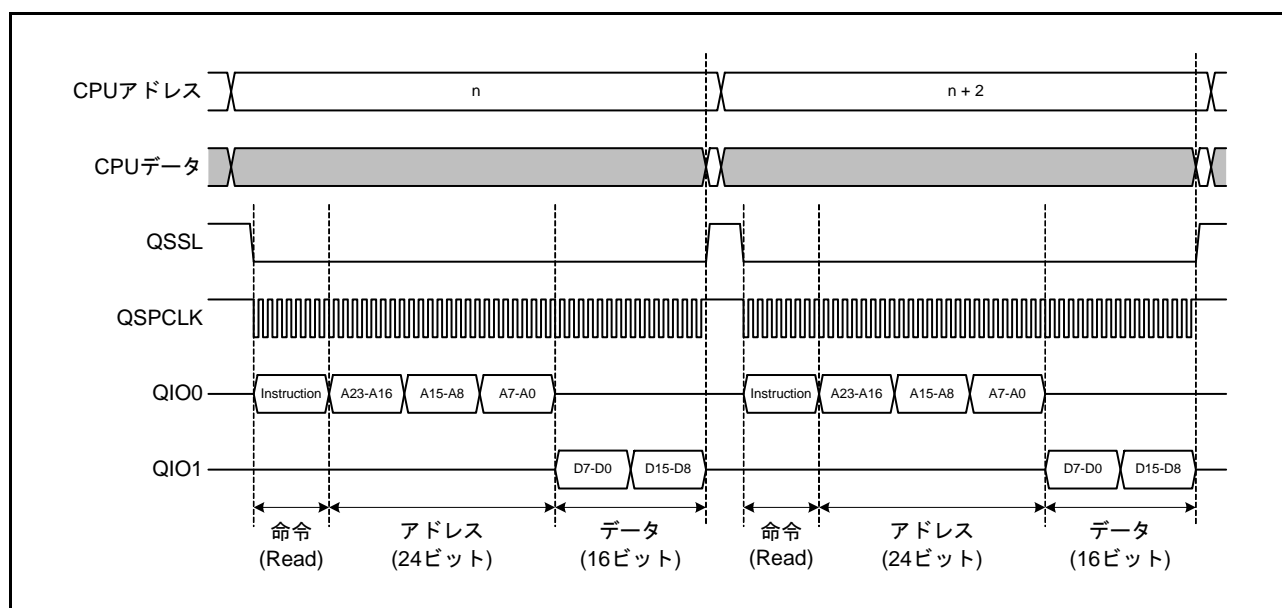 CPUアドレス n n + 2
CPUデータ
QSSL
QSPCLK
QIO0 Instruction A23-A16 A15-A8 A7-A0 Instruction A23-A16 A15-A8 A7-A0
QIO1 D7-D0 D15-D8 D7-D0 D15-D8
命令 アドレス データ 命令 アドレス データ
(Read) (24ビット) (16ビット) (Read) (24ビット) (16ビット)